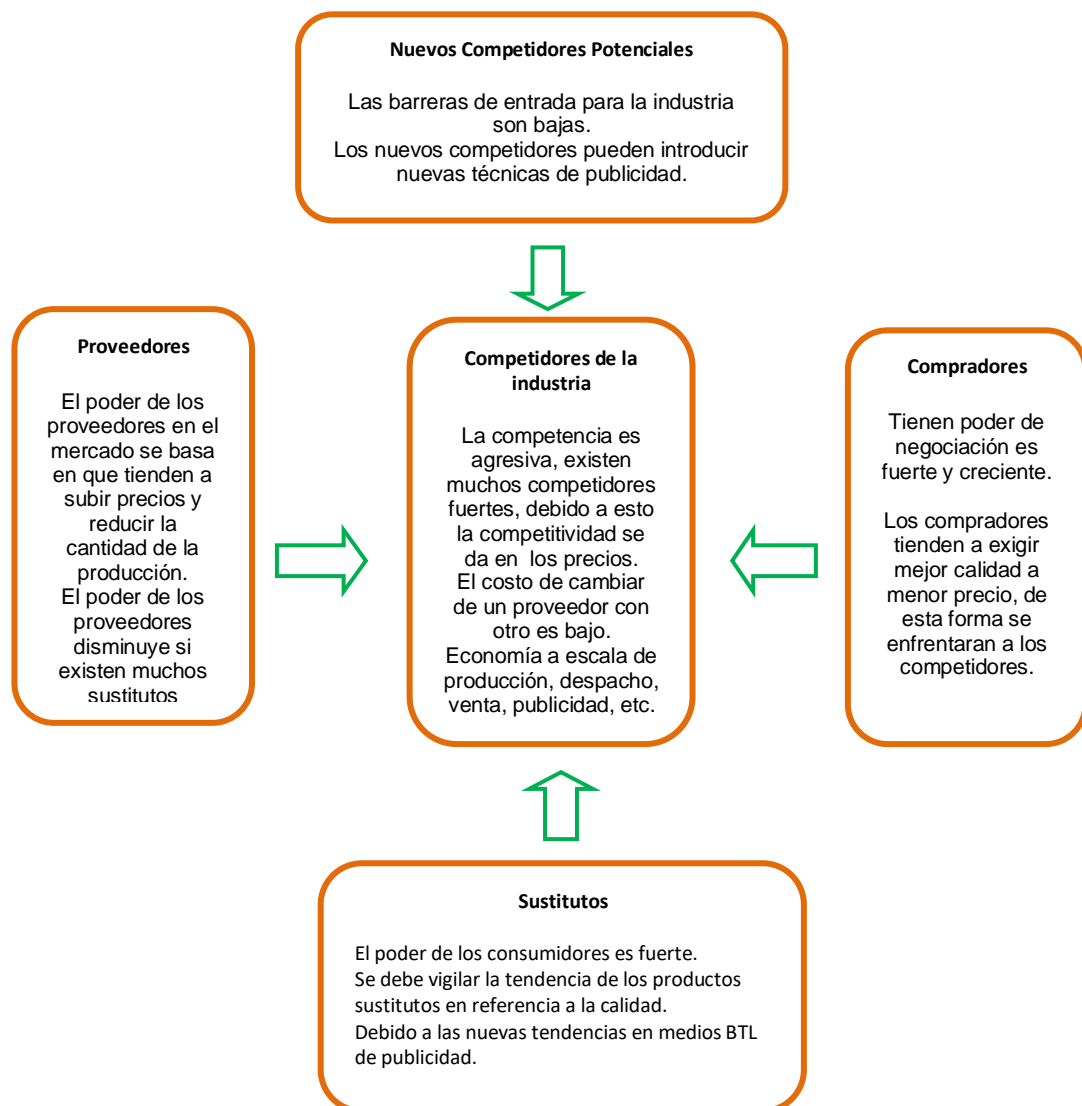 Nuevos Competidores Potenciales
Las barreras de entrada para la industria
son bajas.
Los nuevos competidores pueden introducir
nuevas técnicas de publicidad.
Proveedores
El poder de los
proveedores en el
mercado se basa
en que tienden a
subir precios y
reducir la
cantidad de la
producción.
El poder de los
proveedores
disminuye si
existen muchos
sustitutos
Competidores de la
industria
La competencia es
agresiva, existen
muchos competidores
fuertes, debido a esto
la competitividad se
da en  los precios.
El costo de cambiar
de un proveedor con
otro es bajo.
Economía a escala de
producción, despacho,
venta, publicidad, etc.
Compradores
Tienen poder de
negociación es
fuerte y creciente.
Los compradores
tienden a exigir
mejor calidad a
menor precio, de
esta forma se
enfrentaran a los
competidores.
Sustitutos
El poder de los consumidores es fuerte.
Se debe vigilar la tendencia de los productos
sustitutos en referencia a la calidad.
Debido a las nuevas tendencias en medios BTL
de publicidad.